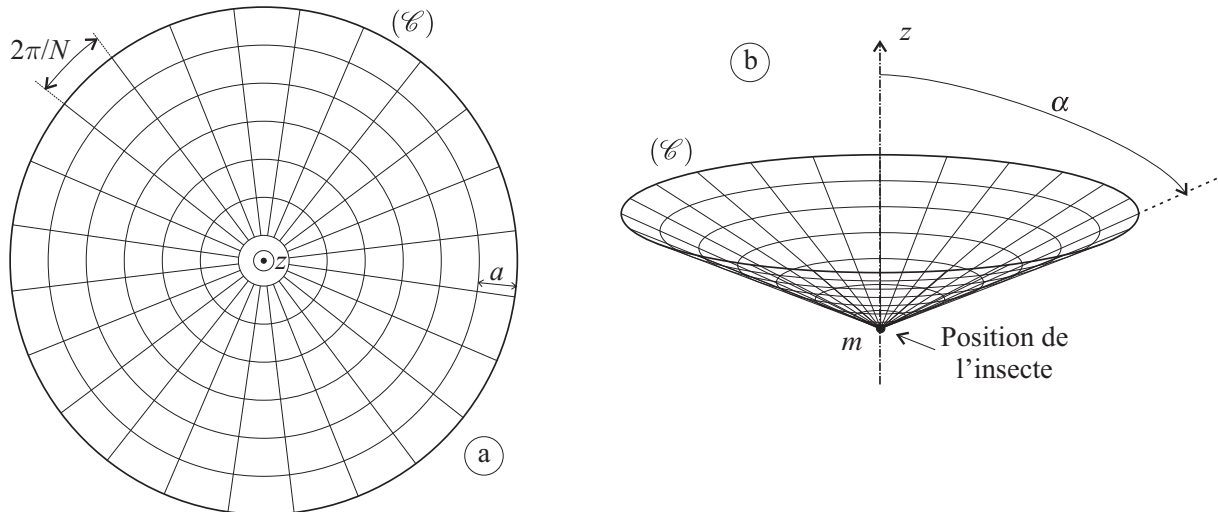 (𝒞)
2π/N
z
a
a
b
z
α
(𝒞)
m
Position de
l'insecte